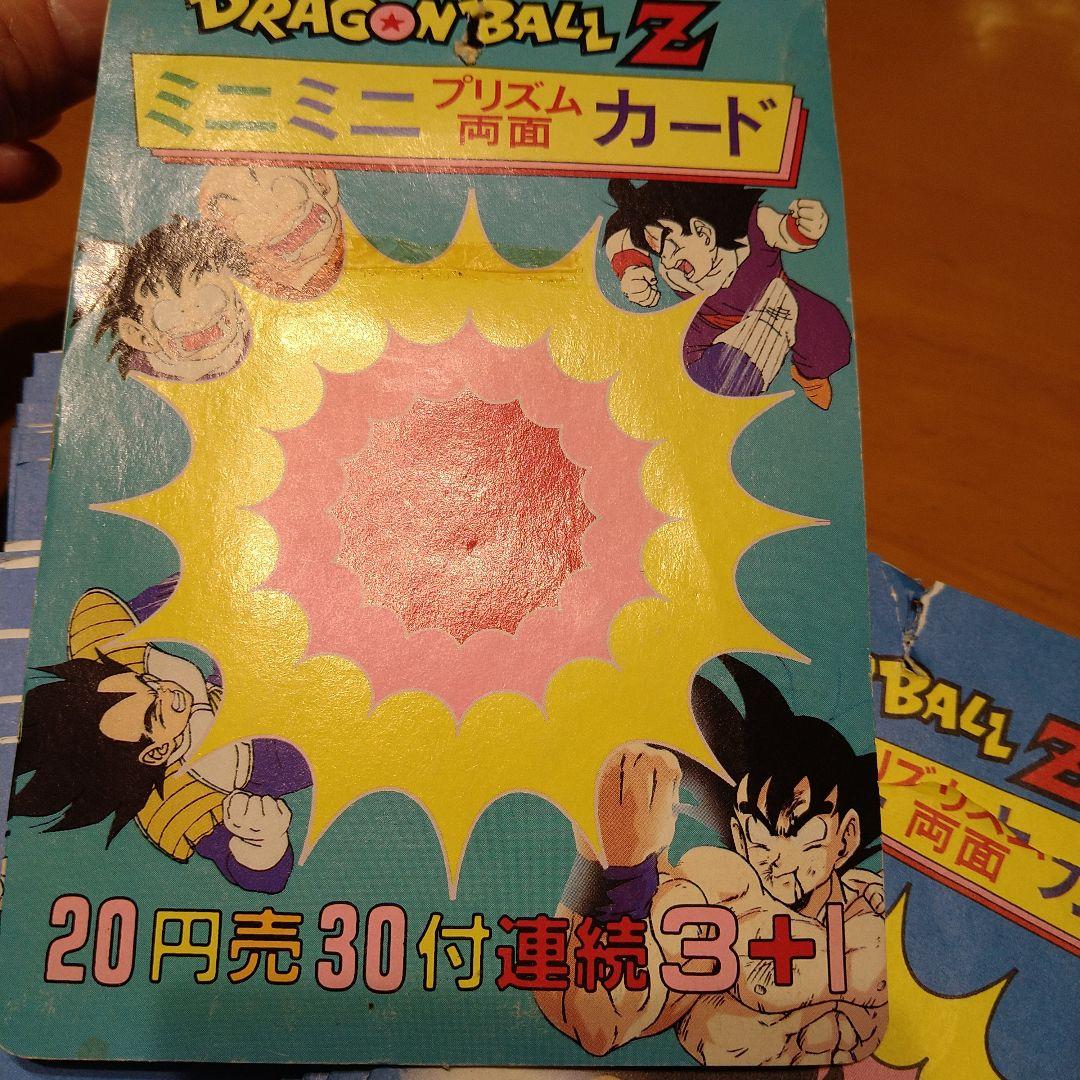 DRAGON BALL Z
ミニミニ プリズム 両面 カード
20円売30付連続3+1
BALL Z
両面